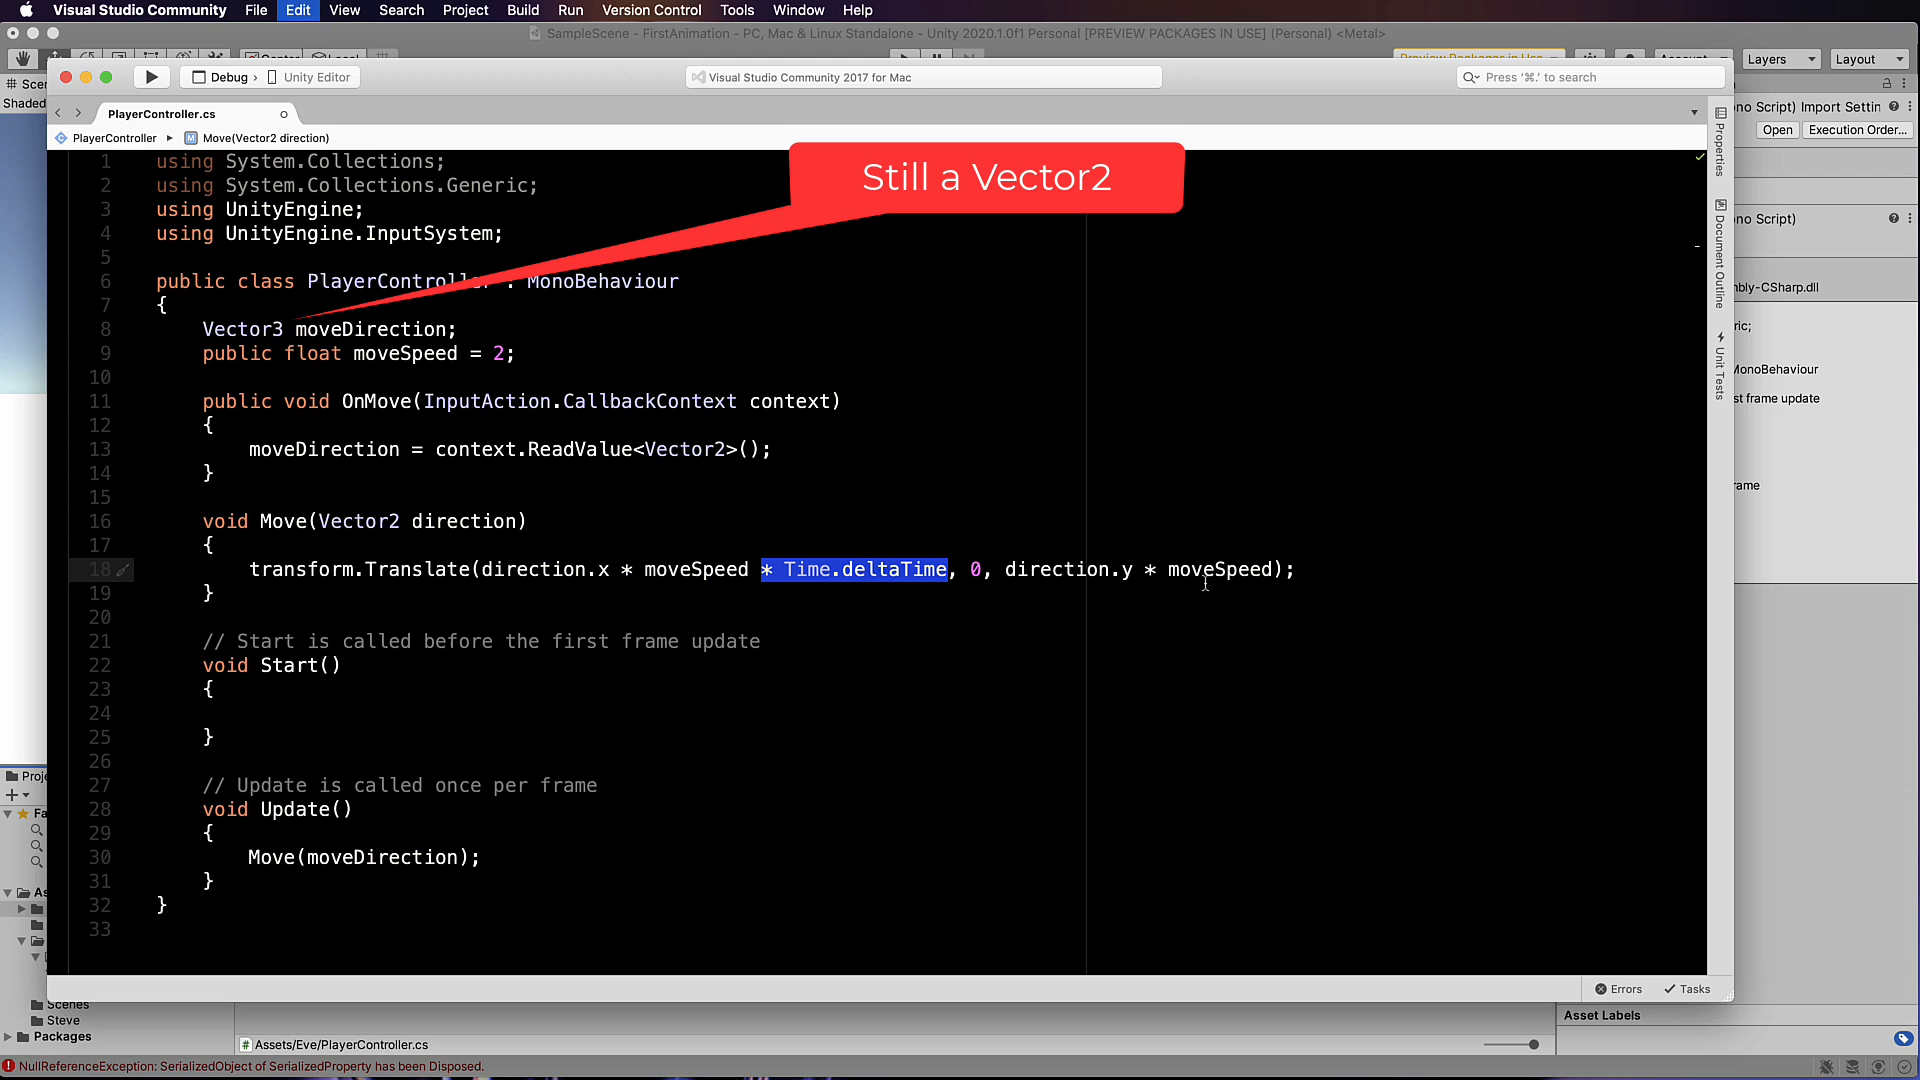 Visual Studio Community File Edit View Search Project Build Run Version Control Tools Window Help
SampleScene - FirstAnimation - PC, Mac & Linux Standalone - Unity 2020.1.0f1 Personal [PREVIEW PACKAGES IN USE] (Personal) <Metal>
Layers Layout
Debug › Unity Editor
Visual Studio Community 2017 for Mac
Press '⌘.' to search
Shaded
PlayerController.cs
no Script) Import Settin
Open Execution Order...
PlayerController ▸ M Move(Vector2 direction)
Still a Vector2
1 using System.Collections;
2 using System.Collections.Generic;
3 using UnityEngine;
4 using UnityEngine.InputSystem;
5
6 public class PlayerController : MonoBehaviour
7 {
8 Vector3 moveDirection;
9 public float moveSpeed = 2;
10
11 public void OnMove(InputAction.CallbackContext context)
12 {
13 moveDirection = context.ReadValue<Vector2>();
14 }
15
16 void Move(Vector2 direction)
17 {
18 transform.Translate(direction.x * moveSpeed * Time.deltaTime, 0, direction.y * moveSpeed);
19 }
20
21 // Start is called before the first frame update
22 void Start()
23 {
24
25 }
26
27 // Update is called once per frame
28 void Update()
29 {
30 Move(moveDirection);
31 }
32 }
33
Properties
Document Outline
Unit Tests
no Script)
bly-CSharp.dll
ric;
MonoBehaviour
st frame update
rame
Errors Tasks
Scenes
Steve
Packages
Asset Labels
Assets/Eve/PlayerController.cs
NullReferenceException: SerializedObject of SerializedProperty has been Disposed.